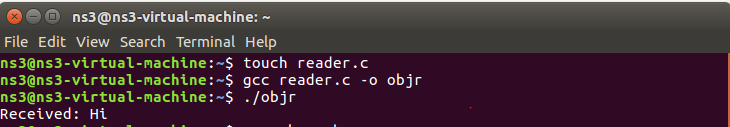 ns3@ns3-virtual-machine: ~
File Edit View Search Terminal Help
ns3@ns3-virtual-machine:~$ touch reader.c
ns3@ns3-virtual-machine:~$ gcc reader.c -o objr
ns3@ns3-virtual-machine:~$ ./objr
Received: Hi